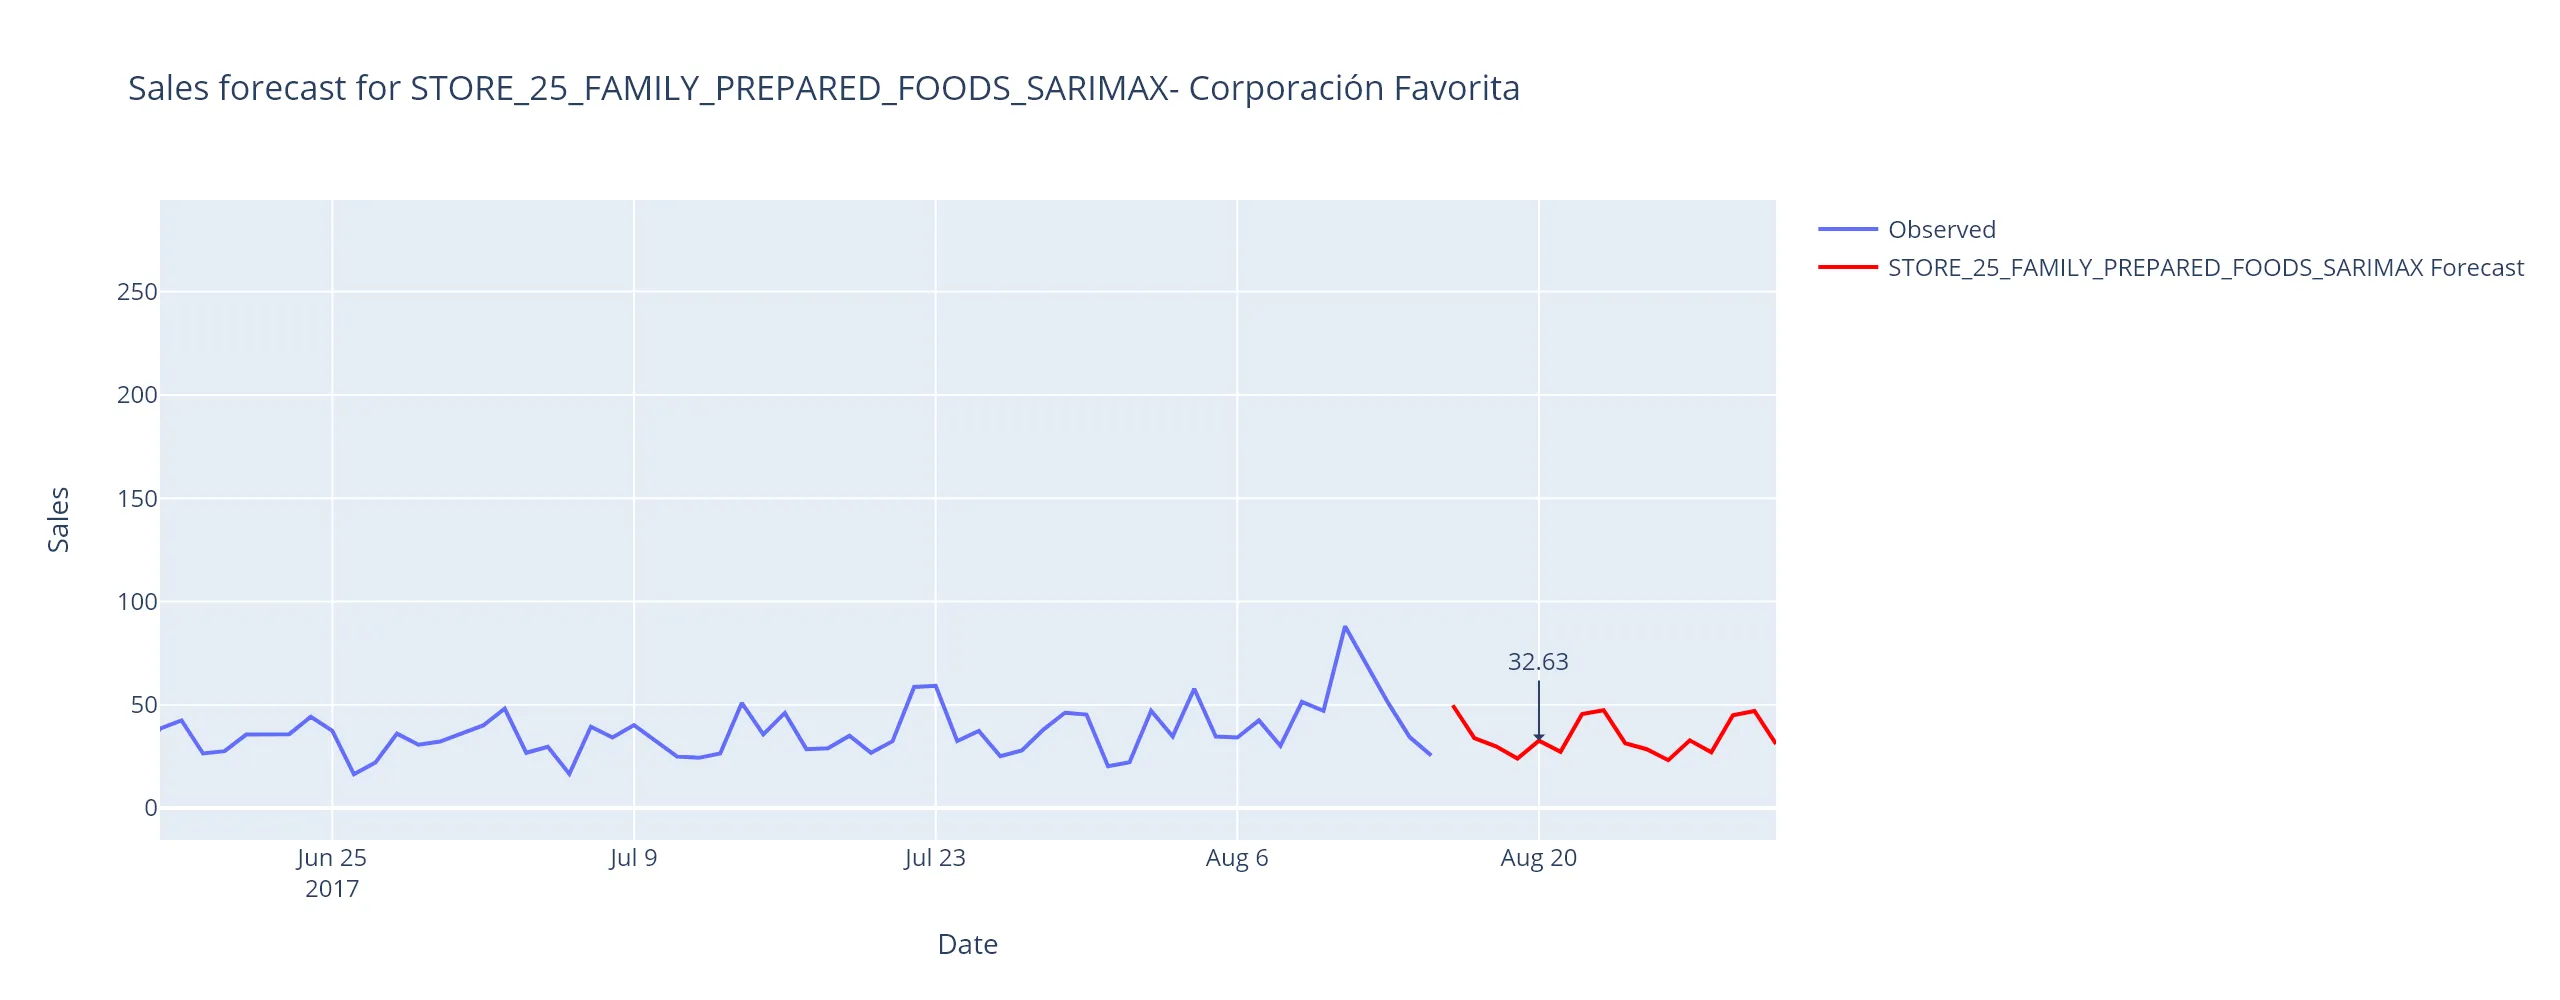 Sales forecast for STORE_25_FAMILY_PREPARED_FOODS_SARIMAX- Corporación Favorita
Observed
STORE_25_FAMILY_PREPARED_FOODS_SARIMAX Forecast
250
200
150
100
50
0
Sales
32.63
Jun 25
2017
Jul 9
Jul 23
Aug 6
Aug 20
Date